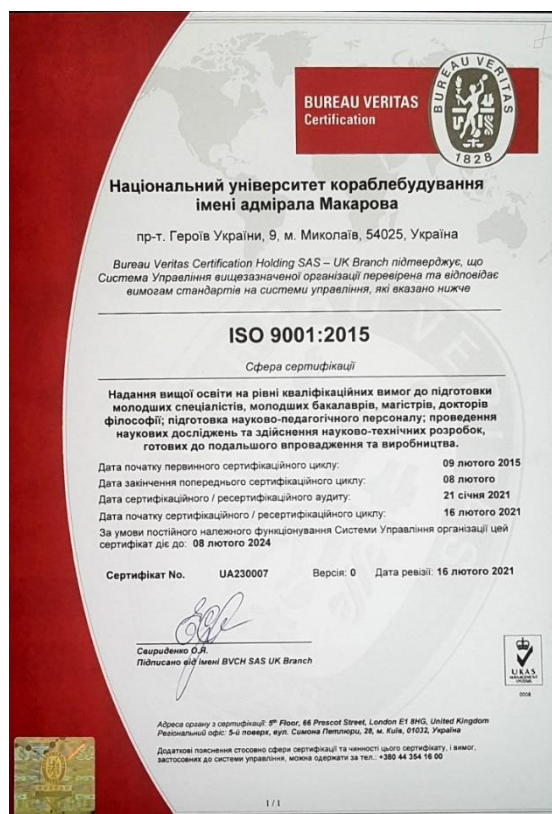 BUREAU VERITAS
Certification
BUREAU VERITAS
1828
Національний університет кораблебудування
імені адмірала Макарова
пр-т. Героїв України, 9, м. Миколаїв, 54025, Україна
Bureau Veritas Certification Holding SAS – UK Branch підтверджує, що
Система Управління вищезазначеної організації перевірена та відповідає
вимогам стандартів на системи управління, які вказано нижче
ISO 9001:2015
Сфера сертифікації
Надання вищої освіти на рівні кваліфікаційних вимог до підготовки
молодших спеціалістів, молодших бакалаврів, магістрів, докторів
філософії; підготовка науково-педагогічного персоналу; проведення
наукових досліджень та здійснення науково-технічних розробок,
готових до подальшого впровадження та виробництва.
Дата початку первинного сертифікаційного циклу: 09 лютого 2015
Дата закінчення попереднього сертифікаційного циклу: 08 лютого
Дата сертифікаційного / ресертифікаційного аудиту: 21 січня 2021
Дата початку сертифікаційного / ресертифікаційного циклу: 16 лютого 2021
За умови постійного належного функціонування Системи Управління організації цей
сертифікат діє до: 08 лютого 2024
Сертифікат No. UA230007 Версія: 0 Дата ревізії: 16 лютого 2021
Свириденко О.Я.
Підписано від імені BVCH SAS UK Branch
UKAS
MANAGEMENT
SYSTEMS
0008
Адреса органу з сертифікації: 5th Floor, 66 Prescot Street, London E1 8HG, United Kingdom
Регіональний офіс: 5-й поверх, вул. Симона Петлюри, 28, м. Київ, 01032, Україна
Додаткові пояснення стосовно сфери сертифікації та чинності цього сертифікату, і вимог,
застосовних до системи управління, можна одержати за тел.: +380 44 354 16 00
1 / 1